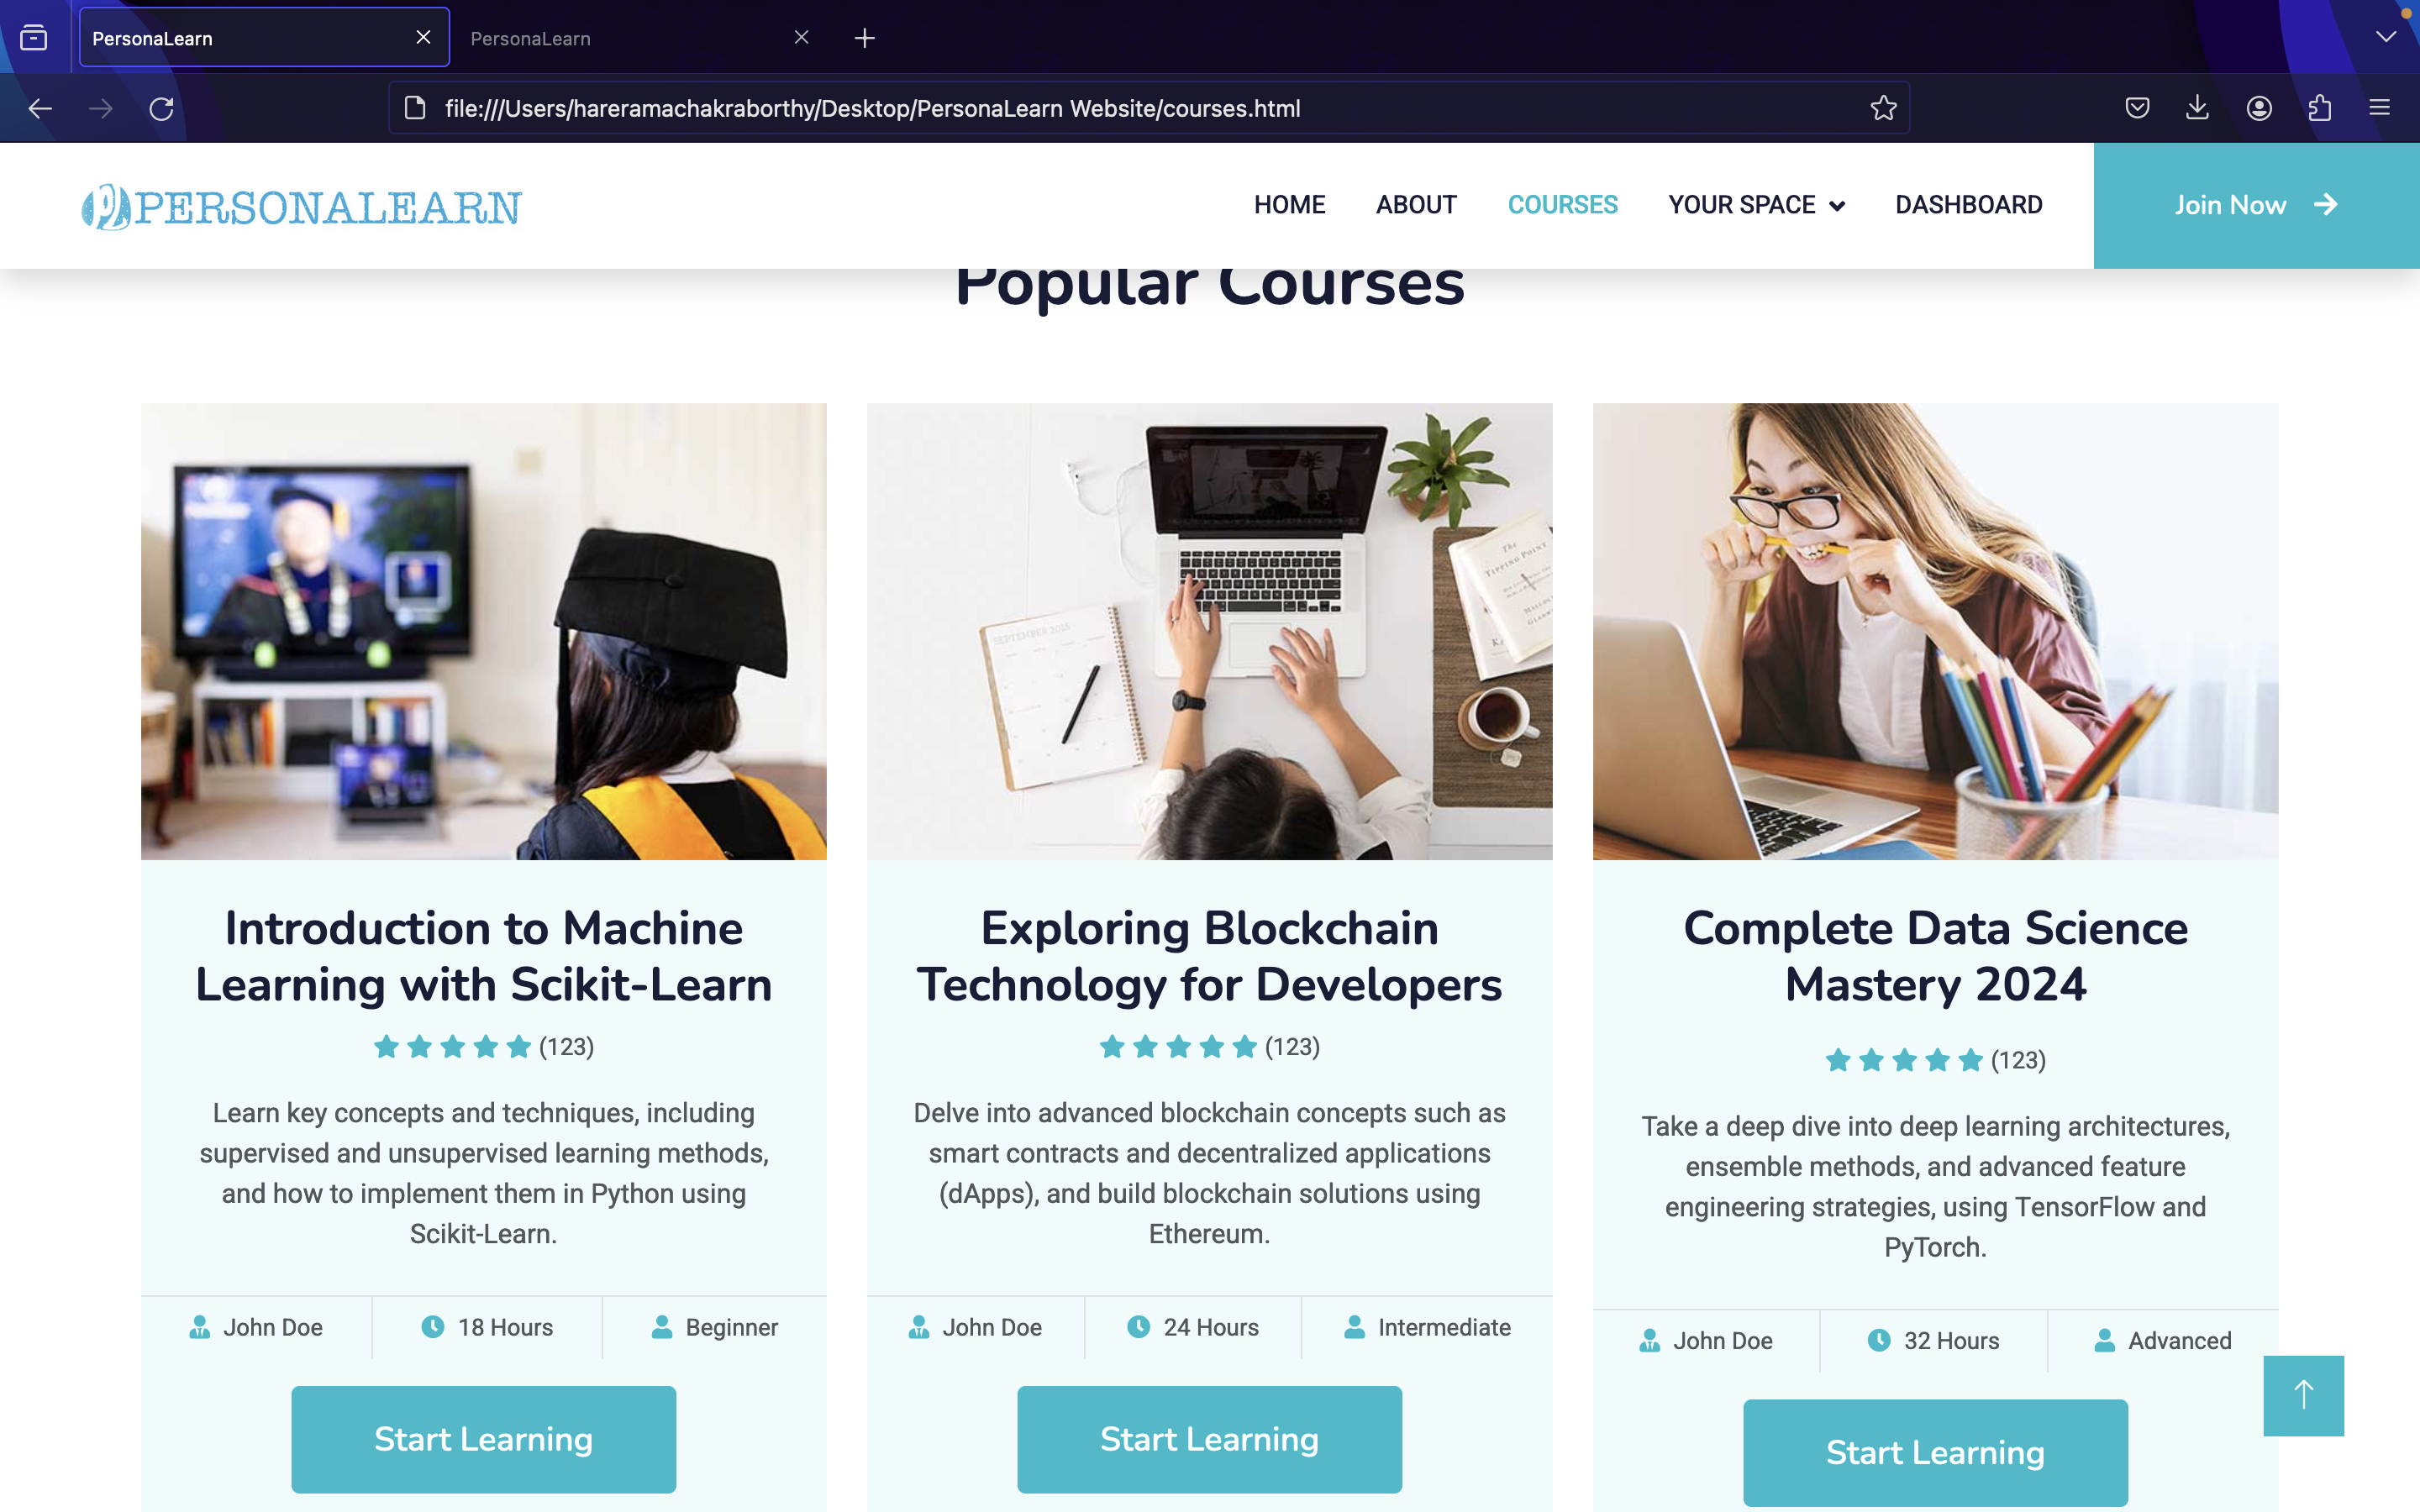 PersonaLearn
PersonaLearn
file:///Users/hareramachakraborthy/Desktop/PersonaLearn Website/courses.html
PERSONALEARN
HOME
ABOUT
COURSES
YOUR SPACE
DASHBOARD
Join Now
Popular Courses
SEPTEMBER 2016
The
TIPPING POINT
Introduction to Machine
Learning with Scikit-Learn
(123)
Learn key concepts and techniques, including
supervised and unsupervised learning methods,
and how to implement them in Python using
Scikit-Learn.
John Doe
18 Hours
Beginner
Start Learning
Exploring Blockchain
Technology for Developers
(123)
Delve into advanced blockchain concepts such as
smart contracts and decentralized applications
(dApps), and build blockchain solutions using
Ethereum.
John Doe
24 Hours
Intermediate
Start Learning
Complete Data Science
Mastery 2024
(123)
Take a deep dive into deep learning architectures,
ensemble methods, and advanced feature
engineering strategies, using TensorFlow and
PyTorch.
John Doe
32 Hours
Advanced
Start Learning